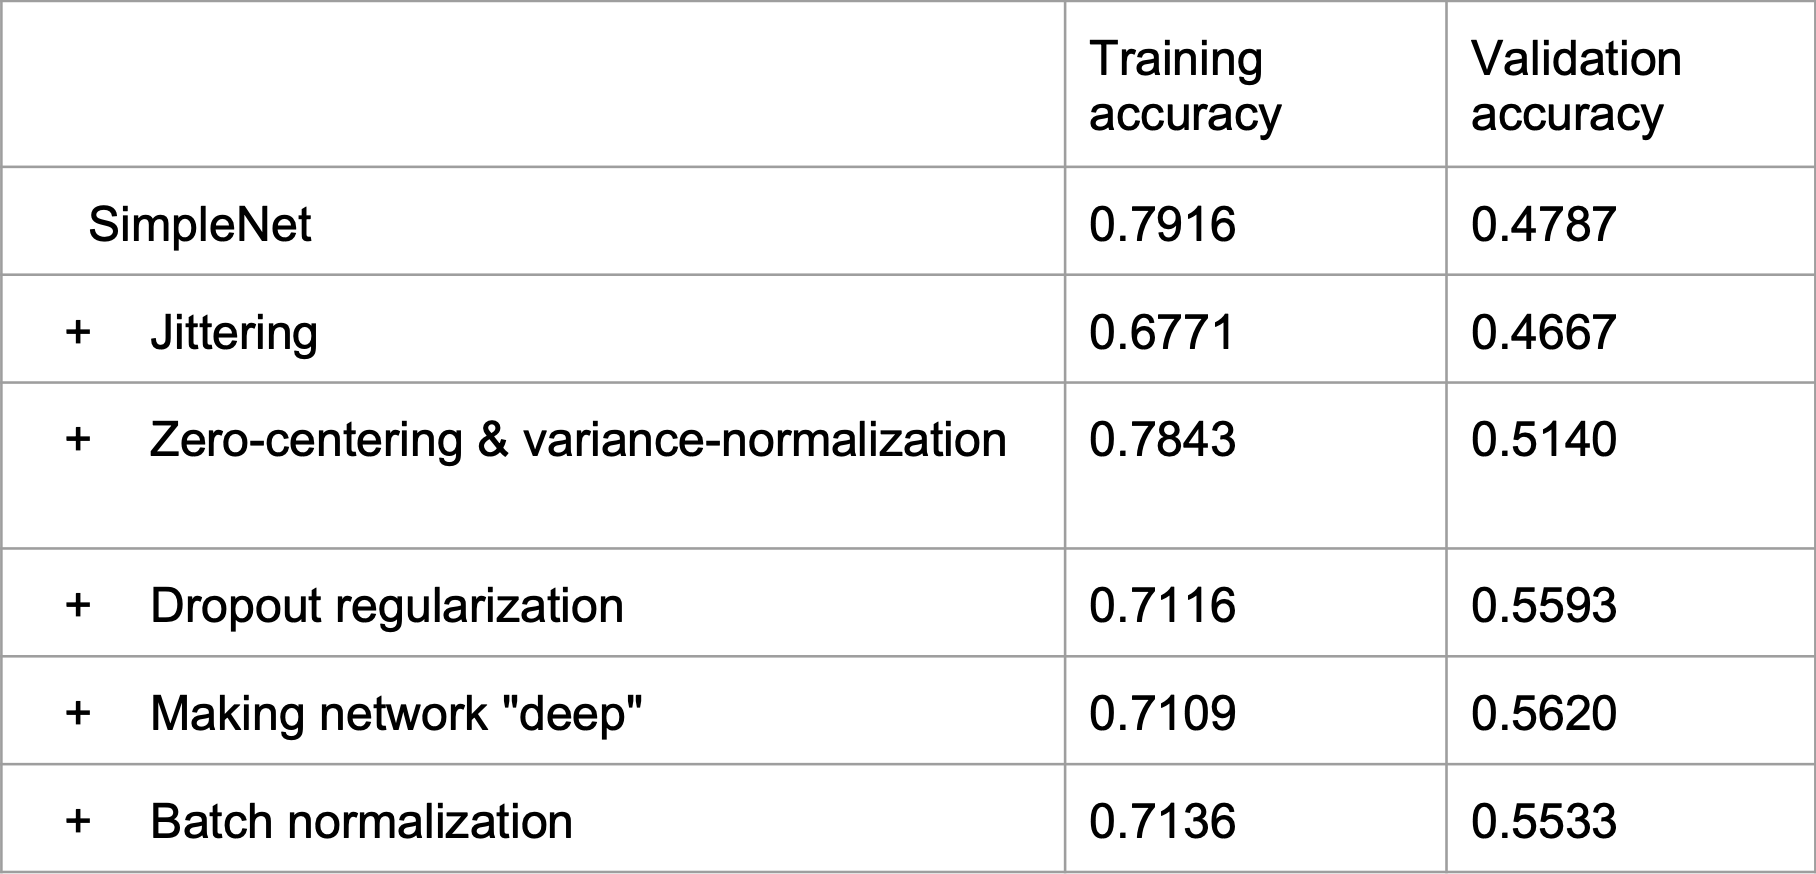 Training accuracy Validation accuracy
SimpleNet 0.7916 0.4787
+ Jittering 0.6771 0.4667
+ Zero-centering & variance-normalization 0.7843 0.5140
+ Dropout regularization 0.7116 0.5593
+ Making network "deep" 0.7109 0.5620
+ Batch normalization 0.7136 0.5533